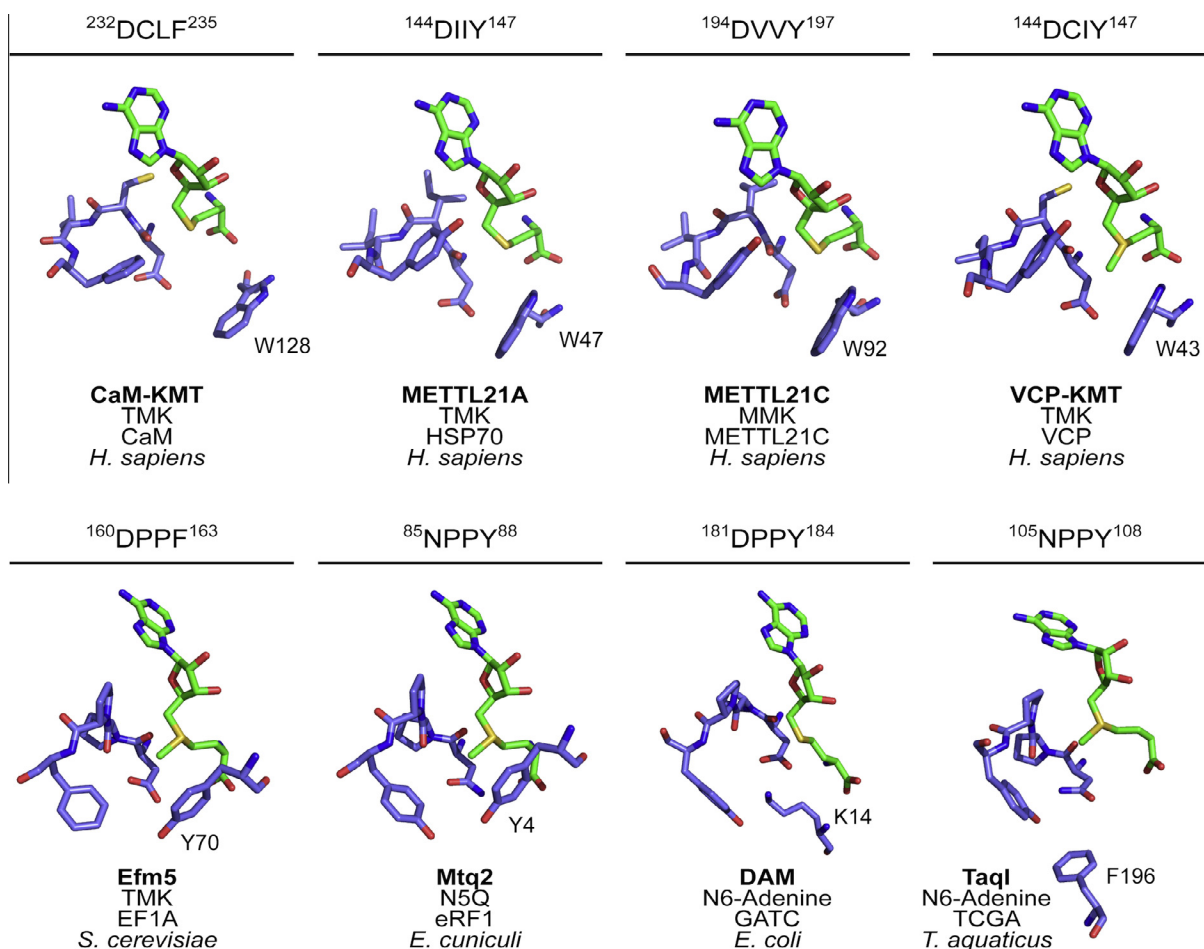 ²³²DCLF²³⁵
¹⁴⁴DIIY¹⁴⁷
¹⁹⁴DVVY¹⁹⁷
¹⁴⁴DCIY¹⁴⁷
W128
W47
W92
W43
CaM-KMT
TMK
CaM
H. sapiens
METTL21A
TMK
HSP70
H. sapiens
METTL21C
MMK
METTL21C
H. sapiens
VCP-KMT
TMK
VCP
H. sapiens
¹⁶⁰DPPF¹⁶³
⁸⁵NPPY⁸⁸
¹⁸¹DPPY¹⁸⁴
¹⁰⁵NPPY¹⁰⁸
Y70
Y4
K14
F196
Efm5
TMK
EF1A
S. cerevisiae
Mtq2
N5Q
eRF1
E. cuniculi
DAM
N6-Adenine
GATC
E. coli
TaqI
N6-Adenine
TCGA
T. aquaticus